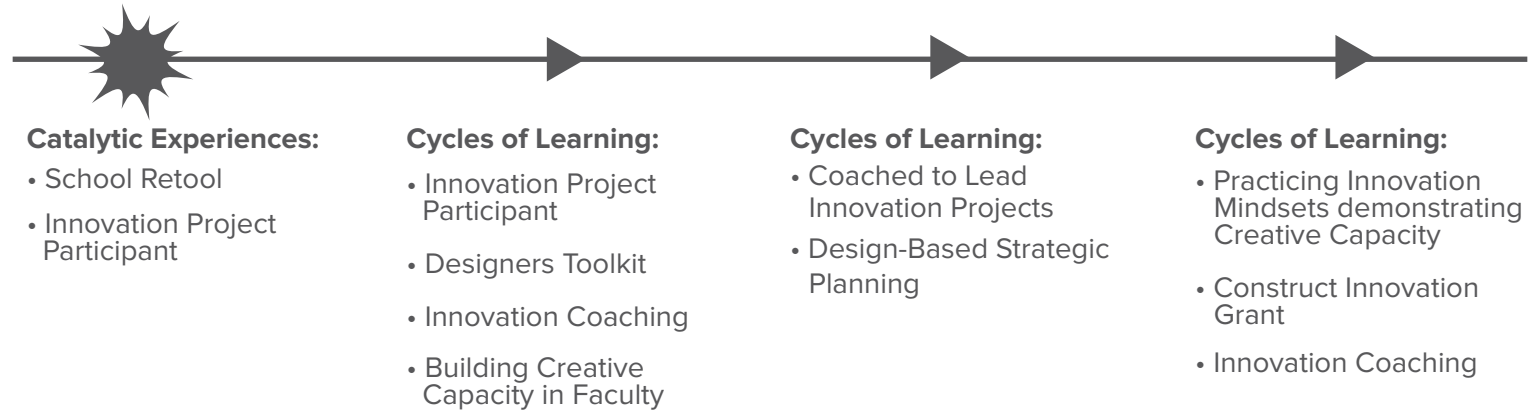 Catalytic Experiences:
• School Retool
• Innovation Project
Participant
Cycles of Learning:
• Innovation Project
Participant
• Designers Toolkit
• Innovation Coaching
• Building Creative
Capacity in Faculty
Cycles of Learning:
• Coached to Lead
Innovation Projects
• Design-Based Strategic
Planning
Cycles of Learning:
• Practicing Innovation
Mindsets demonstrating
Creative Capacity
• Construct Innovation
Grant
• Innovation Coaching